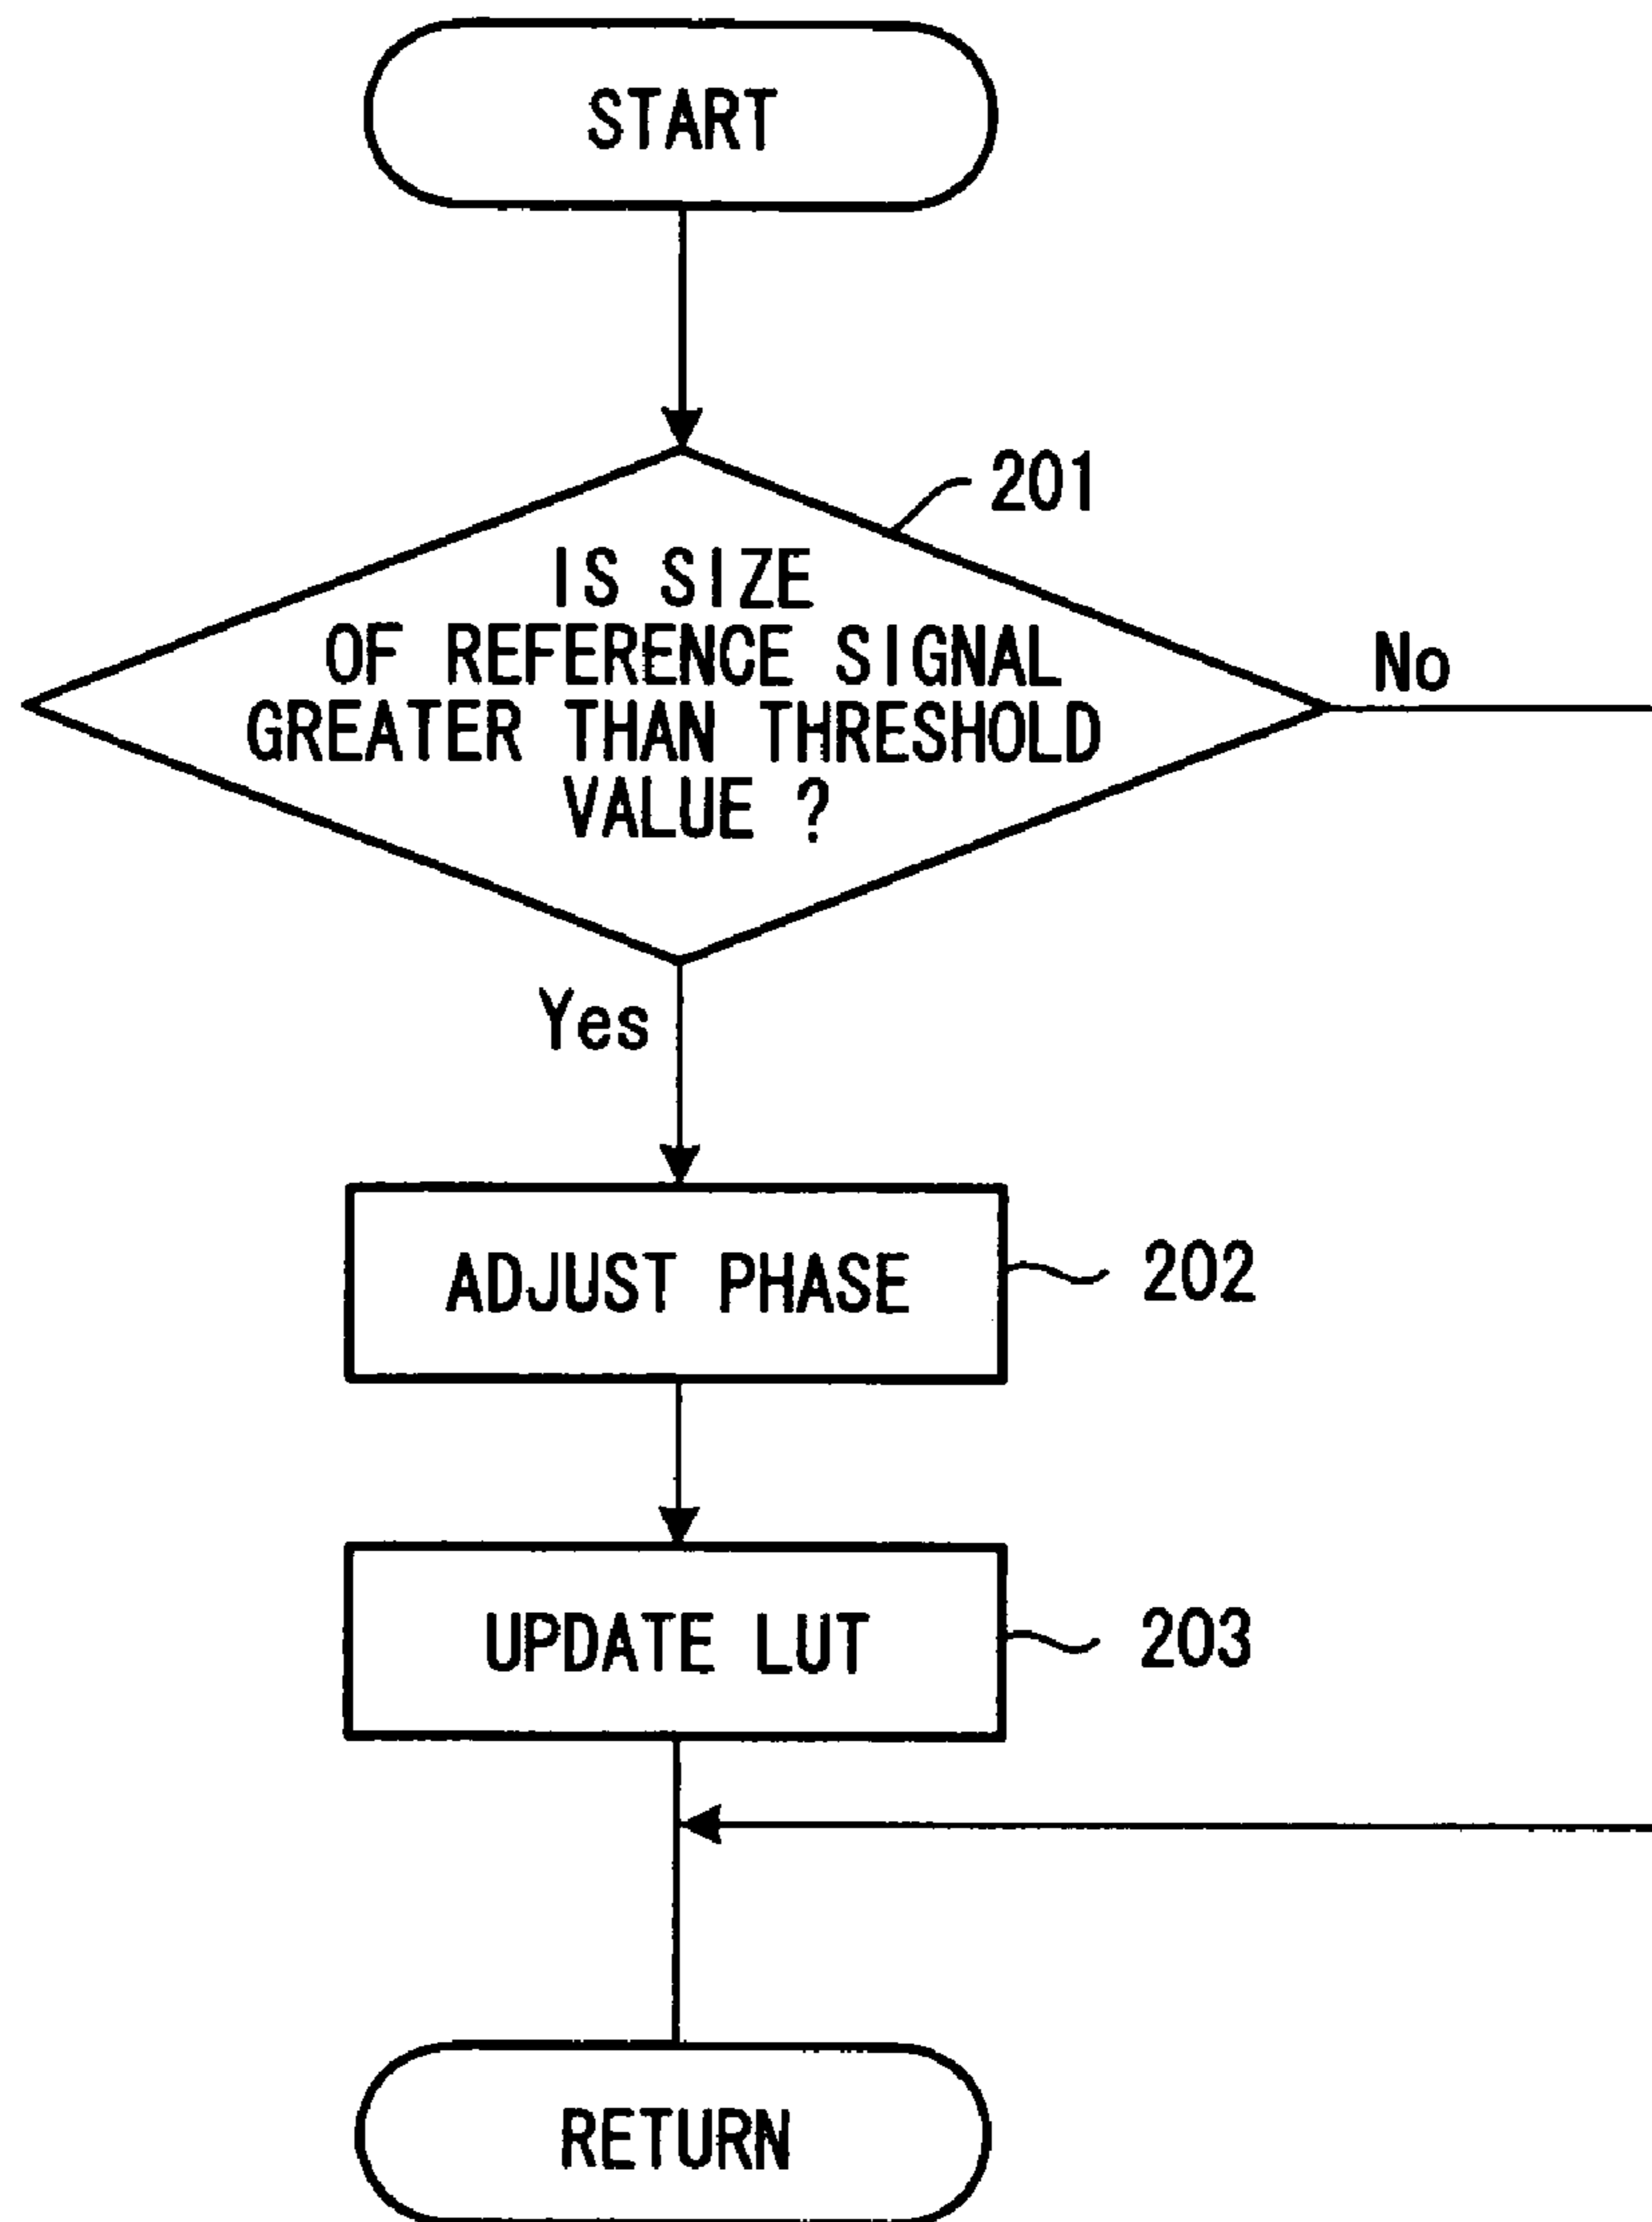 START
201
IS SIZE
OF REFERENCE SIGNAL
GREATER THAN THRESHOLD
VALUE ?
No
Yes
ADJUST PHASE
202
UPDATE LUT
203
RETURN